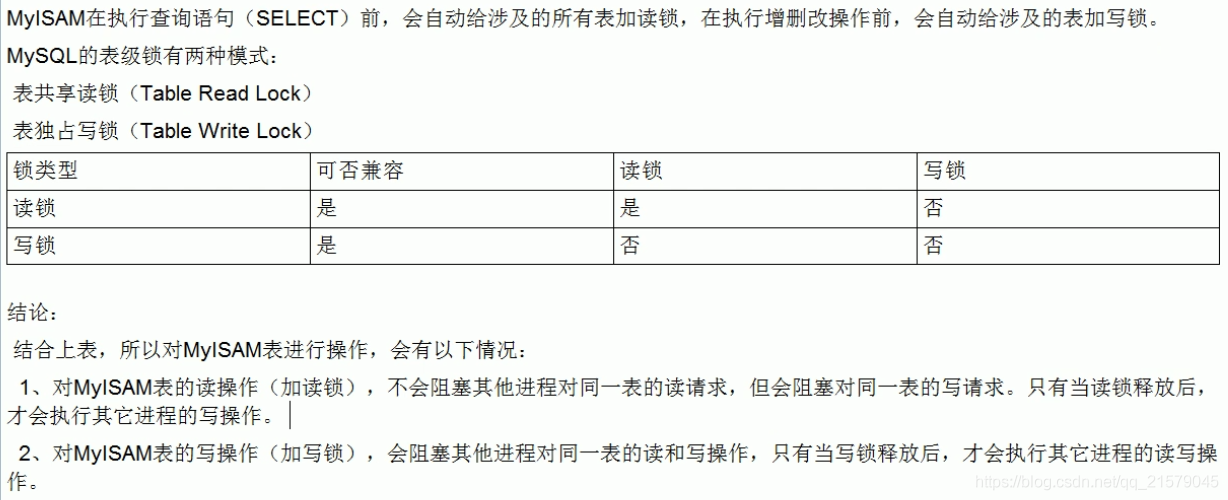 MyISAM在执行查询语句（SELECT）前，会自动给涉及的所有表加读锁，在执行增删改操作前，会自动给涉及的表加写锁。
MySQL的表级锁有两种模式：
表共享读锁（Table Read Lock）
表独占写锁（Table Write Lock）
锁类型 可否兼容 读锁 写锁
读锁 是 是 否
写锁 是 否 否
结论：
结合上表，所以对MyISAM表进行操作，会有以下情况：
1、对MyISAM表的读操作（加读锁），不会阻塞其他进程对同一表的读请求，但会阻塞对同一表的写请求。只有当读锁释放后，
才会执行其它进程的写操作。
2、对MyISAM表的写操作（加写锁），会阻塞其他进程对同一表的读和写操作，只有当写锁释放后，才会执行其它进程的读写操
作。
https://blog.csdn.net/qq_21579045